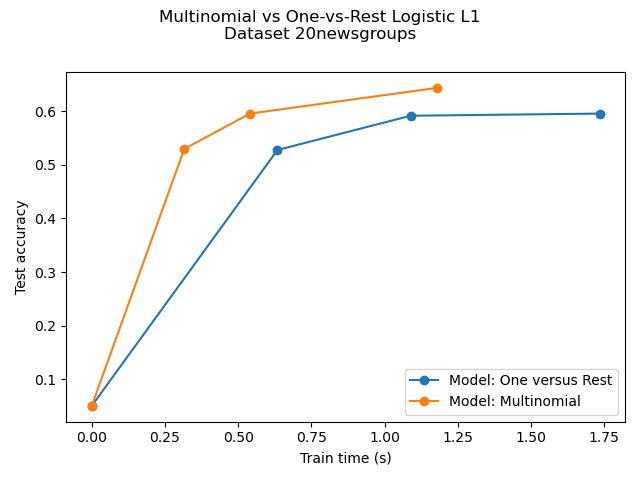 Multinomial vs One-vs-Rest Logistic L1
Dataset 20newsgroups
Test accuracy
0.6
0.5
0.4
0.3
0.2
0.1
Model: One versus Rest
Model: Multinomial
0.00 0.25 0.50 0.75 1.00 1.25 1.50 1.75
Train time (s)